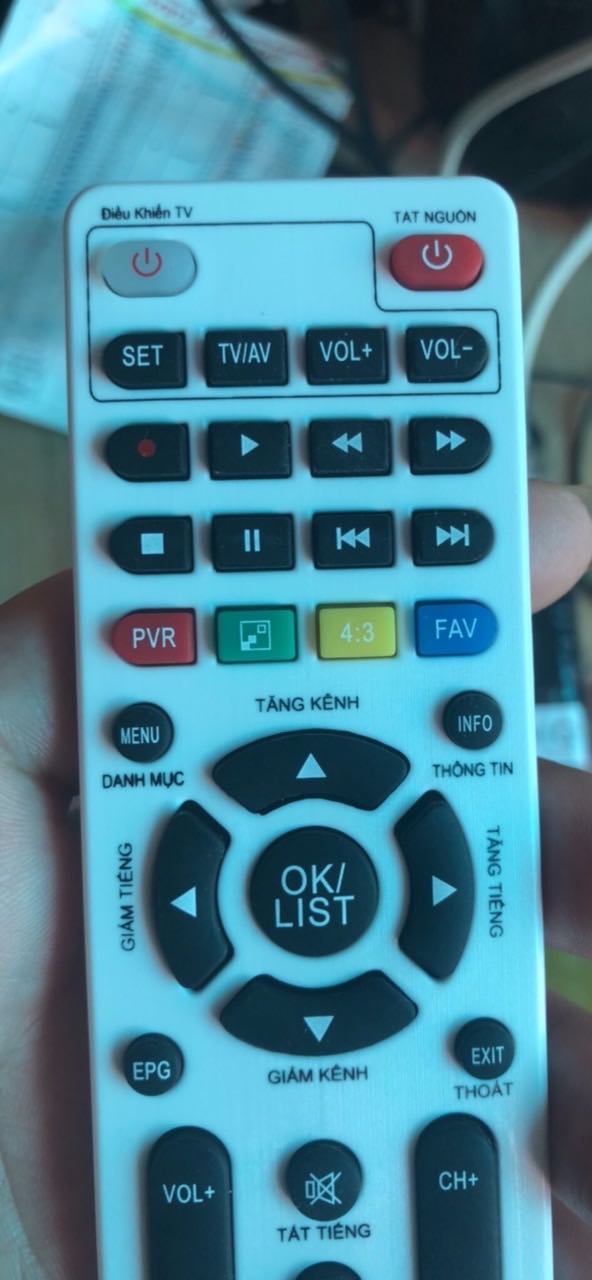 Điều Khiển TV
TAT NGUÔN
SET
TV/AV
VOL+
VOL-
PVR
4:3
FAV
TĂNG KÊNH
MENU
INFO
DANH MỤC
THÔNG TIN
GIẢM TIẾNG
OK/
LIST
TĂNG TIẾNG
EPG
GIẢM KÊNH
EXIT
THOÁT
VOL+
CH+
TẮT TIẾNG